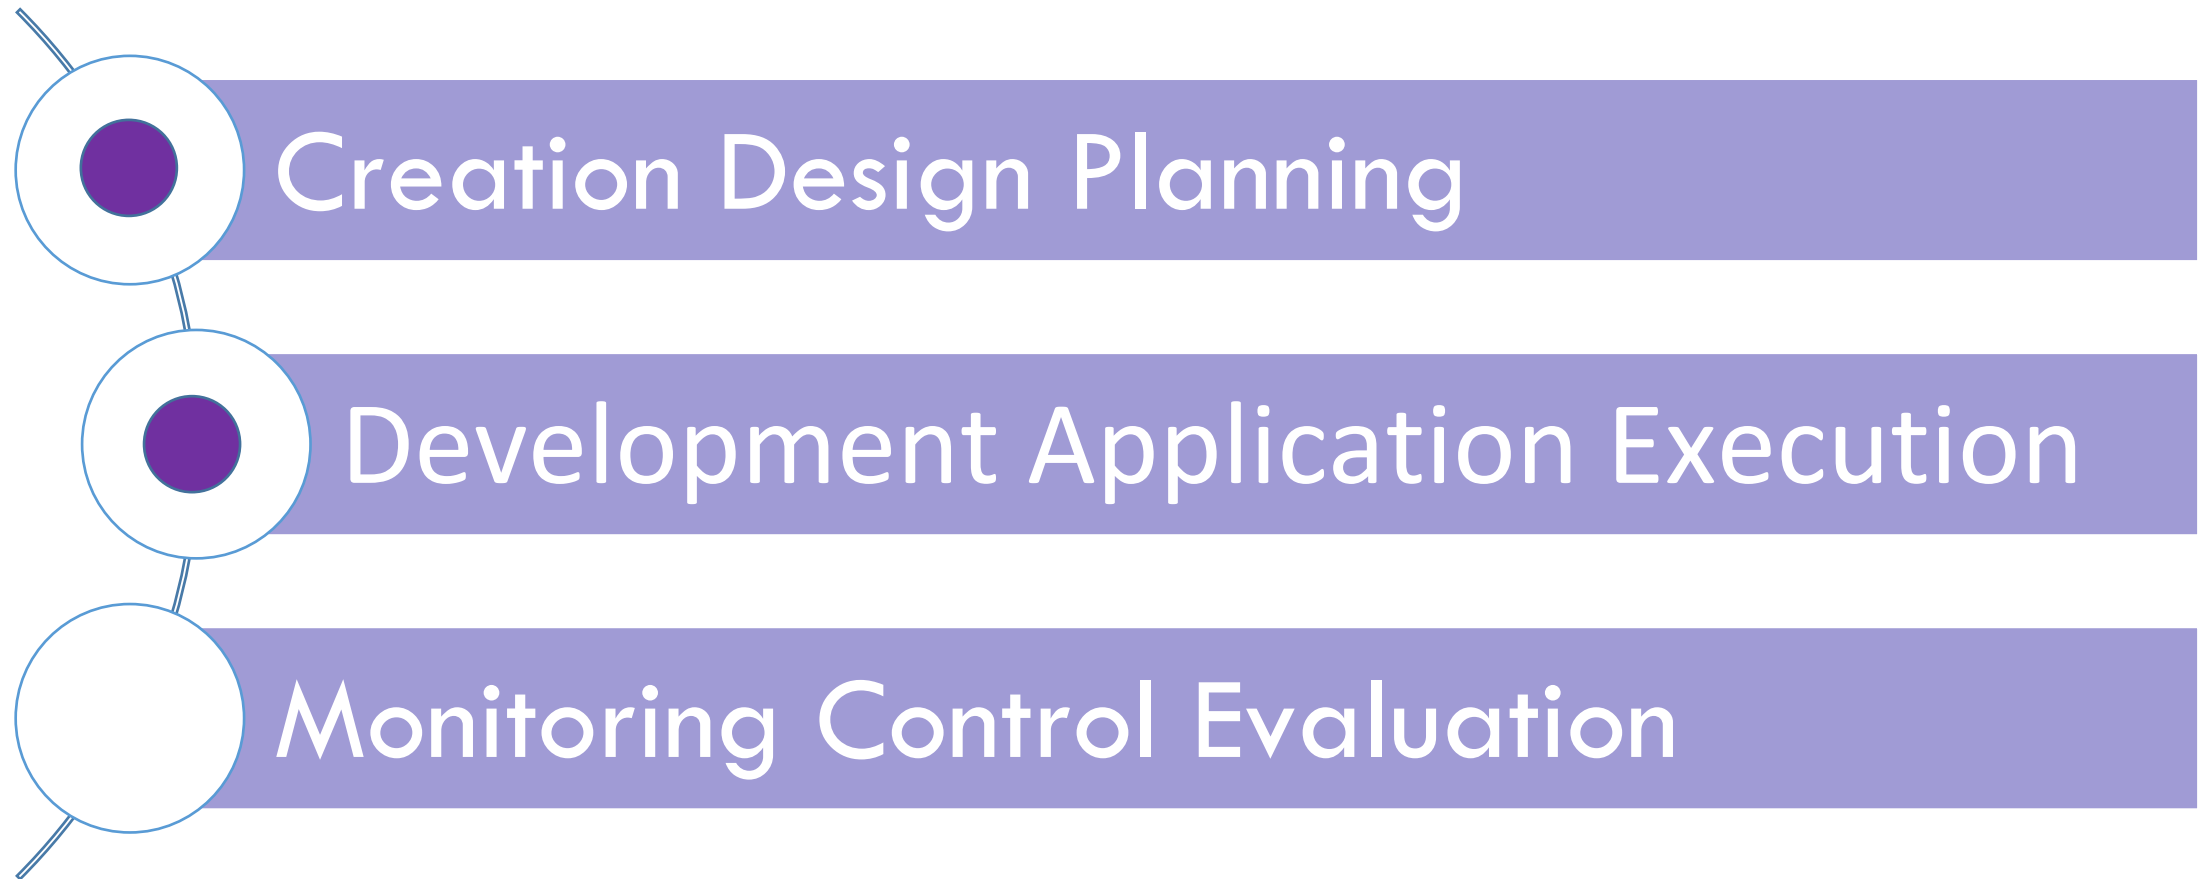 Creation Design Planning
Development Application Execution
Monitoring Control Evaluation